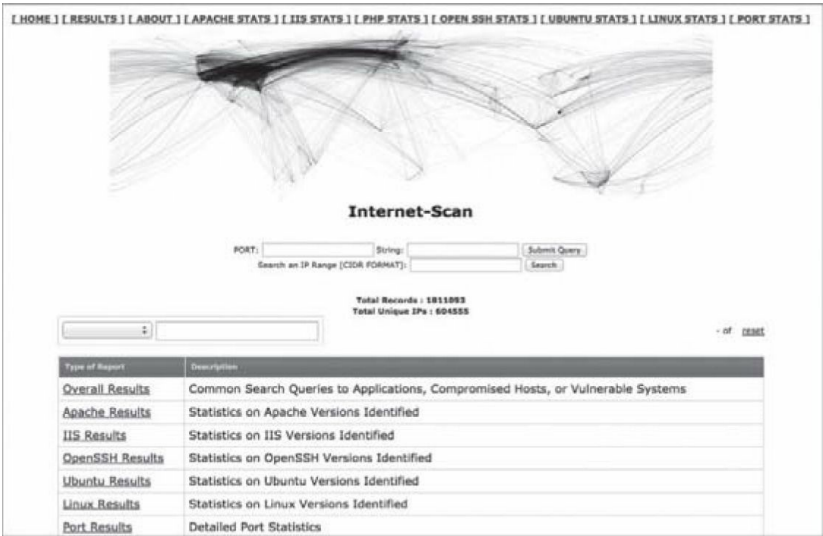 [ HOME ] [ RESULTS ] [ ABOUT ] [ APACHE STATS ] [ IIS STATS ] [ PHP STATS ] [ OPEN SSH STATS ] [ UBUNTU STATS ] [ LINUX STATS ] [ PORT STATS ]
Internet-Scan
PORT: String: Submit Query
Search an IP Range [CIDR FORMAT]: Search
Total Records : 1811093
Total Unique IPs : 604555
- of reset
Type of Report Description
Overall Results Common Search Queries to Applications, Compromised Hosts, or Vulnerable Systems
Apache Results Statistics on Apache Versions Identified
IIS Results Statistics on IIS Versions Identified
OpenSSH Results Statistics on OpenSSH Versions Identified
Ubuntu Results Statistics on Ubuntu Versions Identified
Linux Results Statistics on Linux Versions Identified
Port Results Detailed Port Statistics